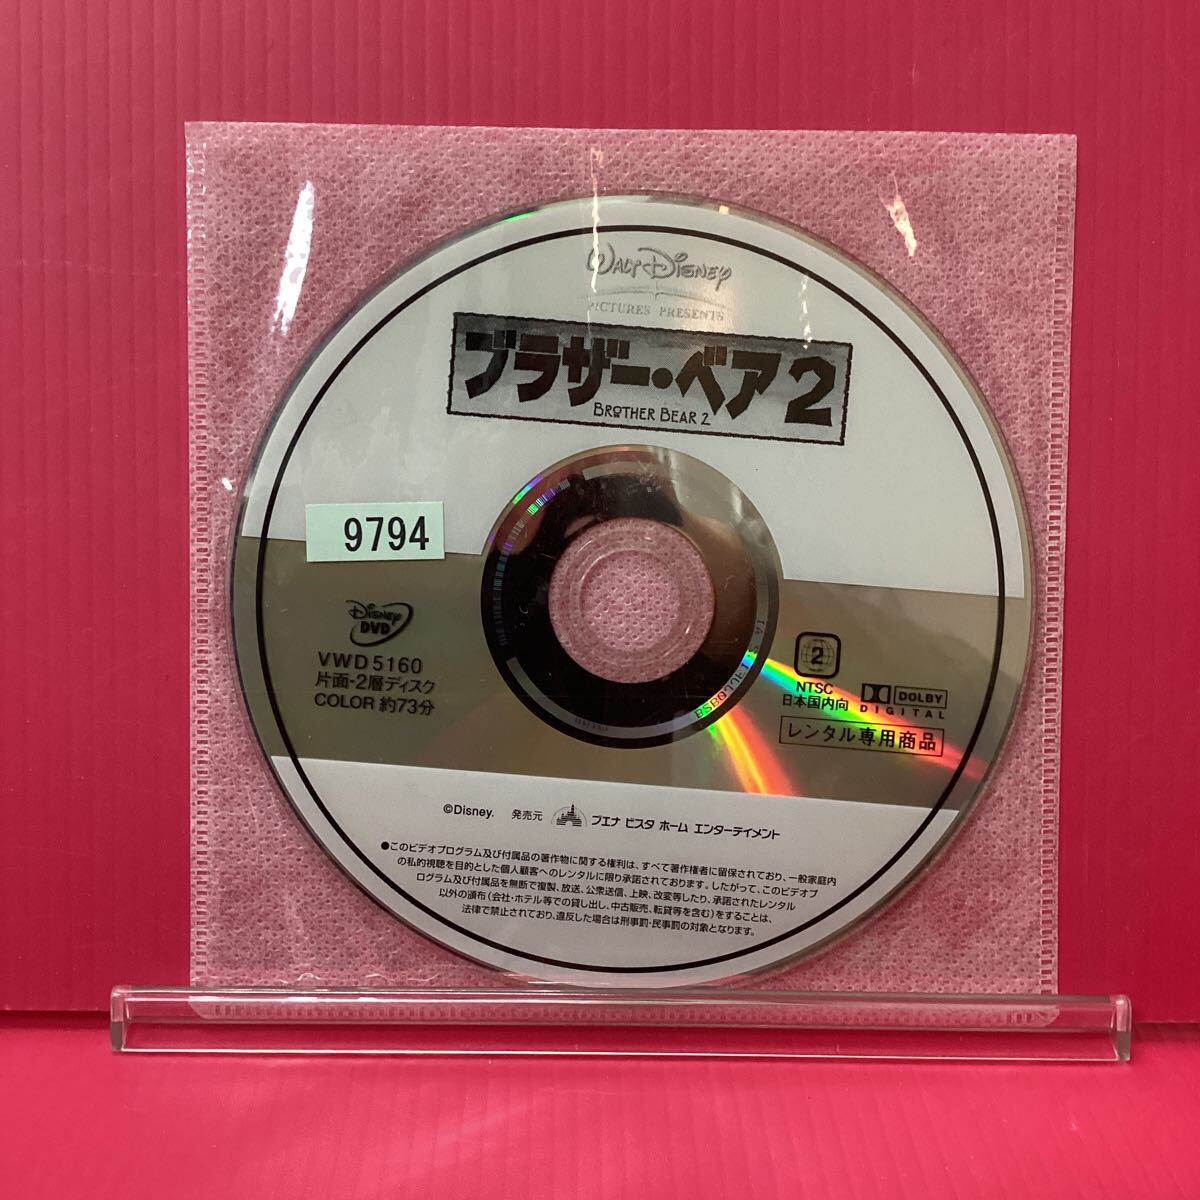 WALT DISNEY
PICTURES PRESENTS
ブラザー・ベア2
BROTHER BEAR 2
9794
DISNEY
DVD
VWD5160
片面・2層ディスク
COLOR 約73分
2
NTSC
日本国内向
DOLBY
DIGITAL
レンタル専用商品
©Disney. 発売元 ブエナ ビスタ ホーム エンターテイメント
●このビデオプログラム及び付属品の著作物に関する権利は、すべて著作権者に留保されており、一般家庭内
の私的視聴を目的とした個人顧客へのレンタルに限り承諾されております。したがって、このビデオプ
ログラム及び付属品を無断で複製、放送、公衆送信、上映、改変等したり、承諾されたレンタル
以外の頒布(会社・ホテル等での貸し出し、中古販売、転貸等を含む)をすることは、
法律で禁止されており、違反した場合は刑事罰・民事罰の対象となります。